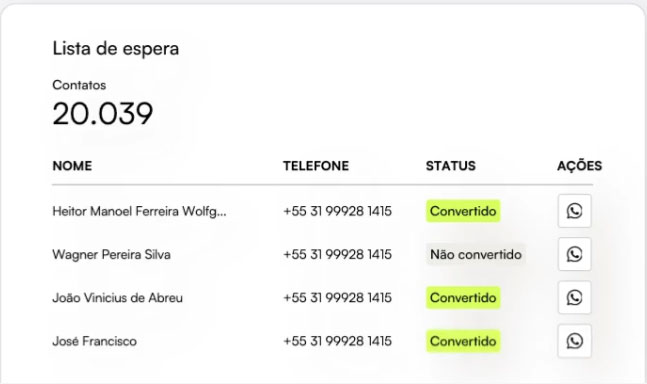 Lista de espera
Contatos
20.039
NOME TELEFONE STATUS AÇÕES
Heitor Manoel Ferreira Wolfg... +55 31 99928 1415 Convertido
Wagner Pereira Silva +55 31 99928 1415 Não convertido
João Vinicius de Abreu +55 31 99928 1415 Convertido
José Francisco +55 31 99928 1415 Convertido